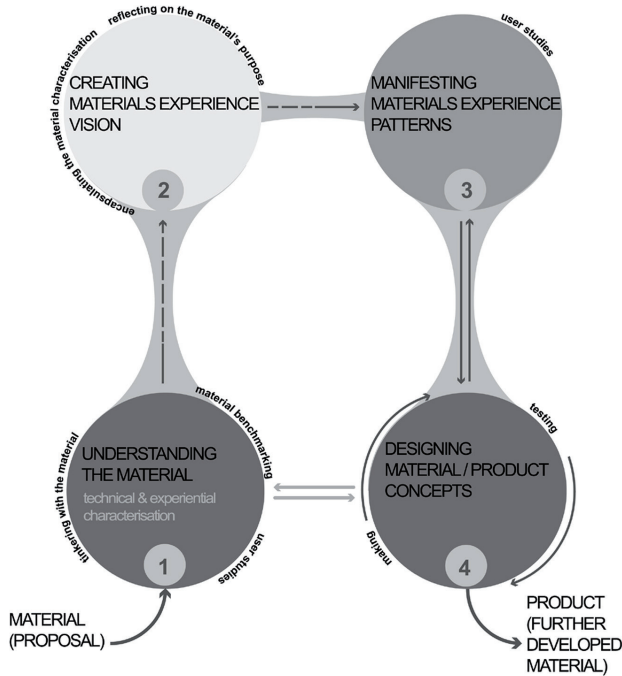 reflecting on the material's purpose
encapsulating the material characterisation
CREATING
MATERIALS EXPERIENCE
VISION
2
user studies
MANIFESTING
MATERIALS EXPERIENCE
PATTERNS
3
tinkering with the material
material benchmarking
user studies
UNDERSTANDING
THE MATERIAL
technical & experiential
characterisation
1
MATERIAL
(PROPOSAL)
testing
making
DESIGNING
MATERIAL / PRODUCT
CONCEPTS
4
PRODUCT
(FURTHER
DEVELOPED
MATERIAL)